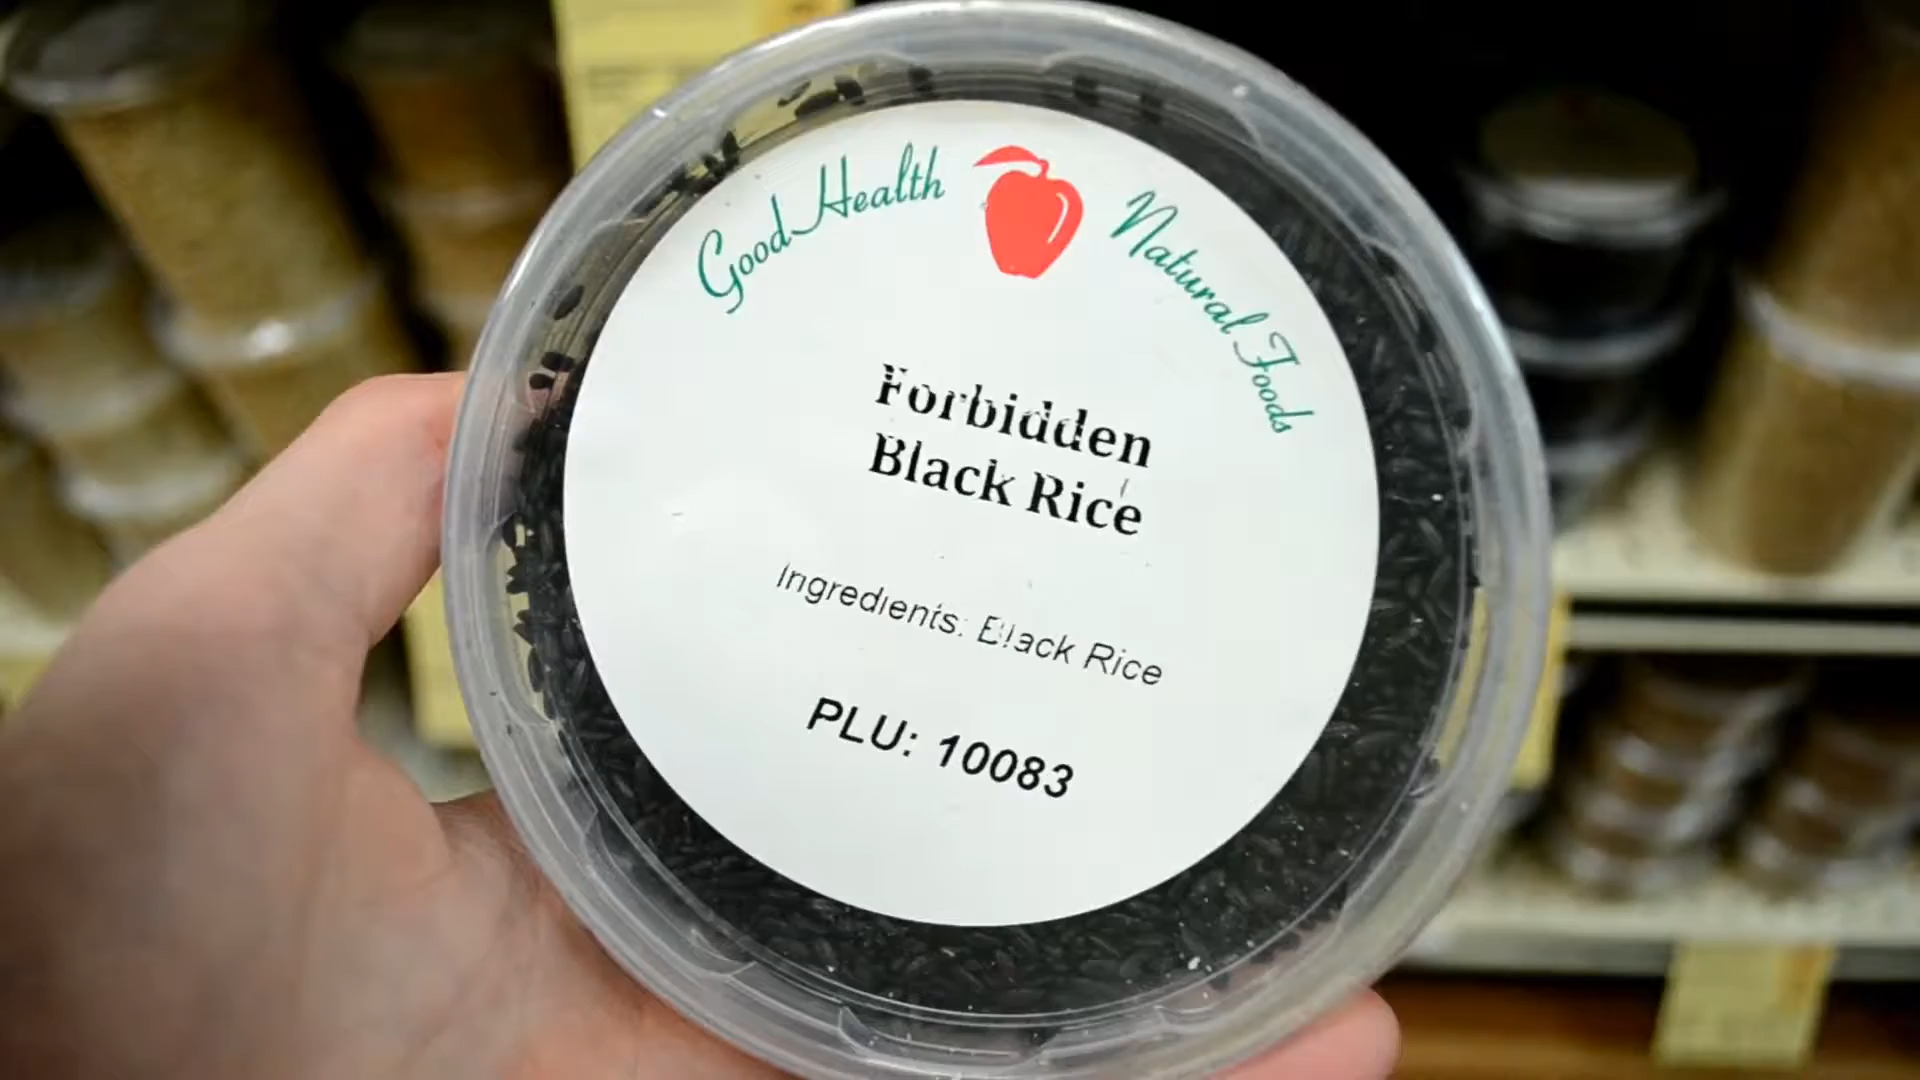 Good Health Natural Foods
Forbidden
Black Rice
Ingredients: Black Rice
PLU: 10083